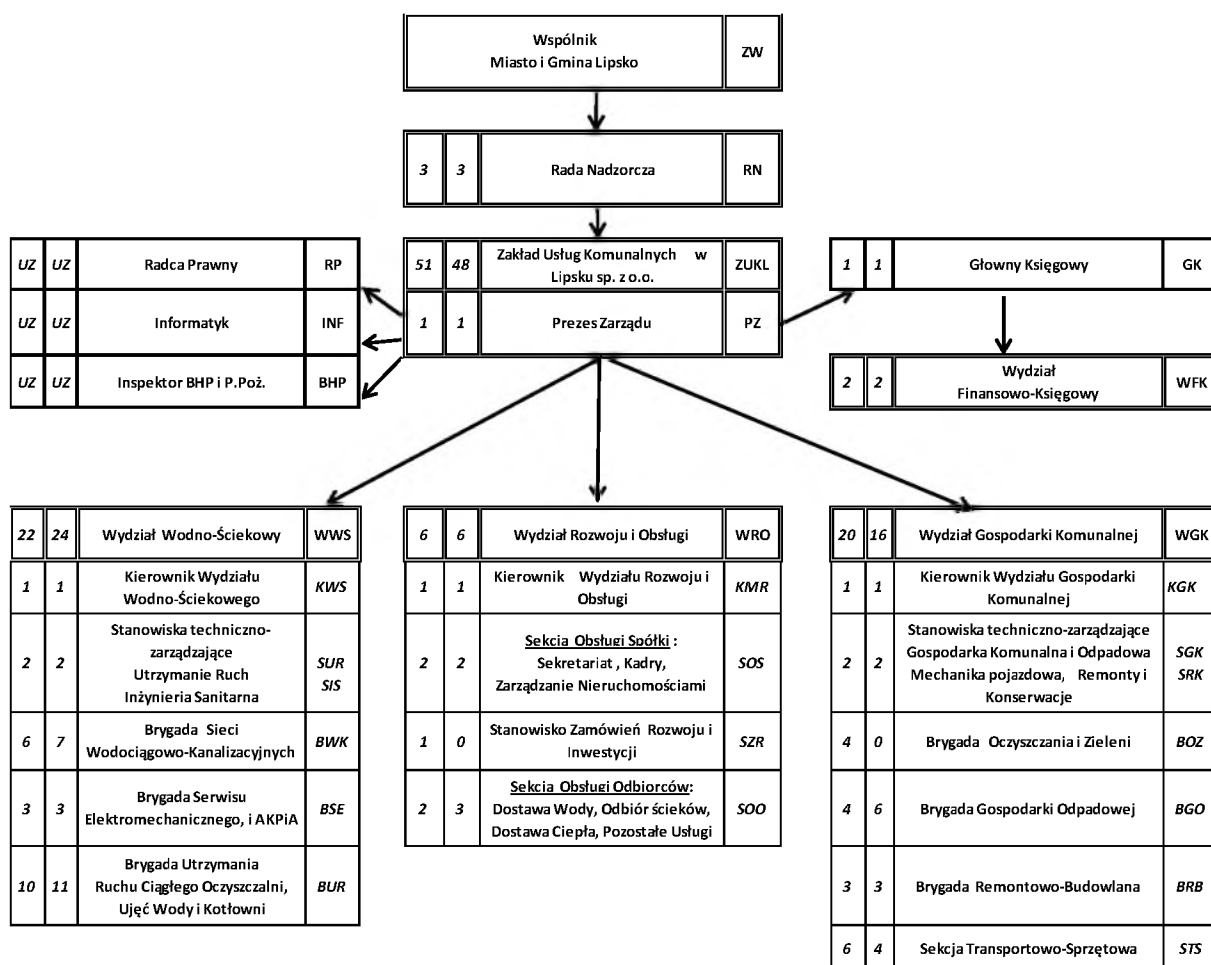 Wspólnik
Miasto i Gmina Lipsko
ZW
3 3 Rada Nadzorcza RN
UZ UZ Radca Prawny RP
UZ UZ Informatyk INF
UZ UZ Inspektor BHP i P.Poż. BHP
51 48 Zakład Usług Komunalnych w
Lipsku sp. z o.o.
ZUKL
1 1 Prezes Zarządu PZ
1 1 Głowny Księgowy GK
2 2 Wydział
Finansowo-Księgowy
WFK
22 24 Wydział Wodno-Ściekowy WWS
1 1 Kierownik Wydziału
Wodno-Ściekowego
KWS
2 2 Stanowiska techniczno-
zarządzające
Utrzymanie Ruch SUR
Inżynieria Sanitarna SIS
6 7 Brygada Sieci
Wodociągowo-Kanalizacyjnych
BWK
3 3 Brygada Serwisu
Elektromechanicznego, i AKPiA
BSE
10 11 Brygada Utrzymania
Ruchu Ciągłego Oczyszczalni,
Ujęć Wody i Kotłowni
BUR
6 6 Wydział Rozwoju i Obsługi WRO
1 1 Kierownik Wydziału Rozwoju i
Obsługi
KMR
2 2 Sekcia Obsługi Spółki :
Sekretariat , Kadry,
Zarządzanie Nieruchomościami
SOS
1 0 Stanowisko Zamówień Rozwoju i
Inwestycji
SZR
2 3 Sekcia Obsługi Odbiorców:
Dostawa Wody, Odbiór ścieków,
Dostawa Ciepła, Pozostałe Usługi
SOO
20 16 Wydział Gospodarki Komunalnej WGK
1 1 Kierownik Wydziału Gospodarki
Komunalnej
KGK
2 2 Stanowiska techniczno-zarządzające
Gospodarka Komunalna i Odpadowa SGK
Mechanika pojazdowa, Remonty i SRK
Konserwacje
4 0 Brygada Oczyszczania i Zieleni BOZ
4 6 Brygada Gospodarki Odpadowej BGO
3 3 Brygada Remontowo-Budowlana BRB
6 4 Sekcja Transportowo-Sprzętowa STS